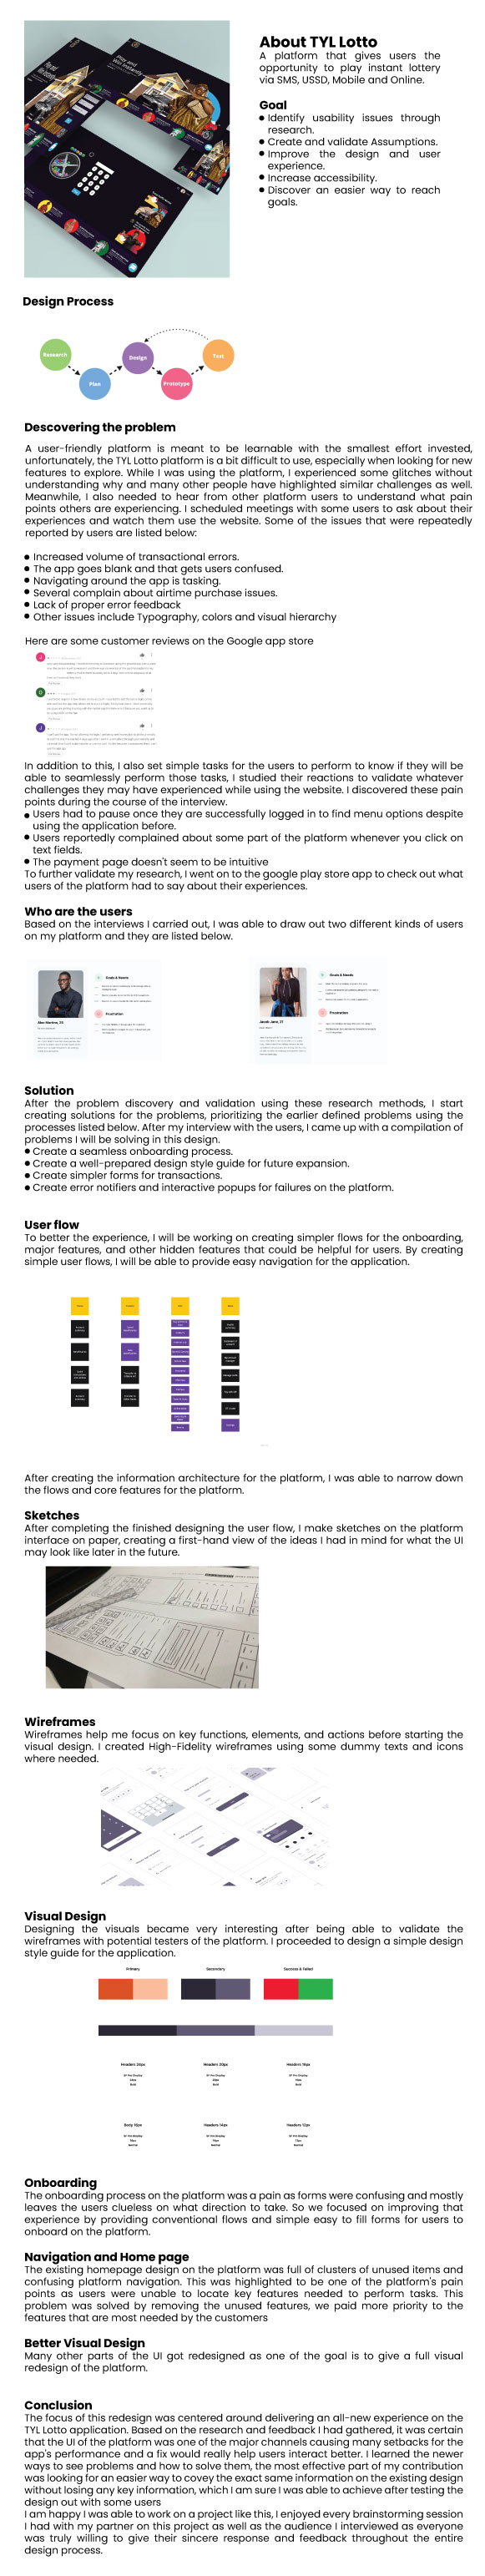 About TYL Lotto
A platform that gives users the
opportunity to play instant lottery
via SMS, USSD, Mobile and Online.
Goal
● Identify usability issues through
research.
● Create and validate Assumptions.
● Improve the design and user
experience.
● Increase accessibility.
● Discover an easier way to reach
goals.
Design Process
Research
Plan
Design
Prototype
Test
Descovering the problem
A user-friendly platform is meant to be learnable with the smallest effort invested,
unfortunately, the TYL Lotto platform is a bit difficult to use, especially when looking for new
features to explore. While I was using the platform, I experienced some glitches without
understanding why and many other people have highlighted similar challenges as well.
Meanwhile, I also needed to hear from other platform users to understand what pain
points others are experiencing. I scheduled meetings with some users to ask about their
experiences and watch them use the website. Some of the issues that were repeatedly
reported by users are listed below:
● Increased volume of transactional errors.
● The app goes blank and that gets users confused.
● Navigating around the app is tasking.
● Several complain about airtime purchase issues.
● Lack of proper error feedback
● Other issues include Typography, colors and visual hierarchy
Here are some customer reviews on the Google app store
In addition to this, I also set simple tasks for the users to perform to know if they will be
able to seamlessly perform those tasks, I studied their reactions to validate whatever
challenges they may have experienced while using the website. I discovered these pain
points during the course of the interview.
● Users had to pause once they are successfully logged in to find menu options despite
using the application before.
● Users reportedly complained about some part of the platform whenever you click on
text fields.
● The payment page doesn't seem to be intuitive
To further validate my research, I went on to the google play store app to check out what
users of the platform had to say about their experiences.
Who are the users
Based on the interviews I carried out, I was able to draw out two different kinds of users
on my platform and they are listed below.
Goals & Needs
Frustration
Goals & Needs
Frustration
Solution
After the problem discovery and validation using these research methods, I start
creating solutions for the problems, prioritizing the earlier defined problems using the
processes listed below. After my interview with the users, I came up with a compilation of
problems I will be solving in this design.
● Create a seamless onboarding process.
● Create a well-prepared design style guide for future expansion.
● Create simpler forms for transactions.
● Create error notifiers and interactive popups for failures on the platform.
User flow
To better the experience, I will be working on creating simpler flows for the onboarding,
major features, and other hidden features that could be helpful for users. By creating
simple user flows, I will be able to provide easy navigation for the application.
After creating the information architecture for the platform, I was able to narrow down
the flows and core features for the platform.
Sketches
After completing the finished designing the user flow, I make sketches on the platform
interface on paper, creating a first-hand view of the ideas I had in mind for what the UI
may look like later in the future.
Wireframes
Wireframes help me focus on key functions, elements, and actions before starting the
visual design. I created High-Fidelity wireframes using some dummy texts and icons
where needed.
Visual Design
Designing the visuals became very interesting after being able to validate the
wireframes with potential testers of the platform. I proceeded to design a simple design
style guide for the application.
Primary
Secondary
Success & Failed
Headers 20px
Headers 18px
Body 16px
Headers 14px
Headers 12px
Onboarding
The onboarding process on the platform was a pain as forms were confusing and mostly
leaves the users clueless on what direction to take. So we focused on improving that
experience by providing conventional flows and simple easy to fill forms for users to
onboard on the platform.
Navigation and Home page
The existing homepage design on the platform was full of clusters of unused items and
confusing platform navigation. This was highlighted to be one of the platform's pain
points as users were unable to locate key features needed to perform tasks. This
problem was solved by removing the unused features, we paid more priority to the
features that are most needed by the customers
Better Visual Design
Many other parts of the UI got redesigned as one of the goal is to give a full visual
redesign of the platform.
Conclusion
The focus of this redesign was centered around delivering an all-new experience on the
TYL Lotto application. Based on the research and feedback I had gathered, it was certain
that the UI of the platform was one of the major channels causing many setbacks for the
app's performance and a fix would really help users interact better. I learned the newer
ways to see problems and how to solve them, the most effective part of my contribution
was looking for an easier way to covey the exact same information on the existing design
without losing any key information, which I am sure I was able to achieve after testing the
design out with some users
I am happy I was able to work on a project like this, I enjoyed every brainstorming session
I had with my partner on this project as well as the audience I interviewed as everyone
was truly willing to give their sincere response and feedback throughout the entire
design process.